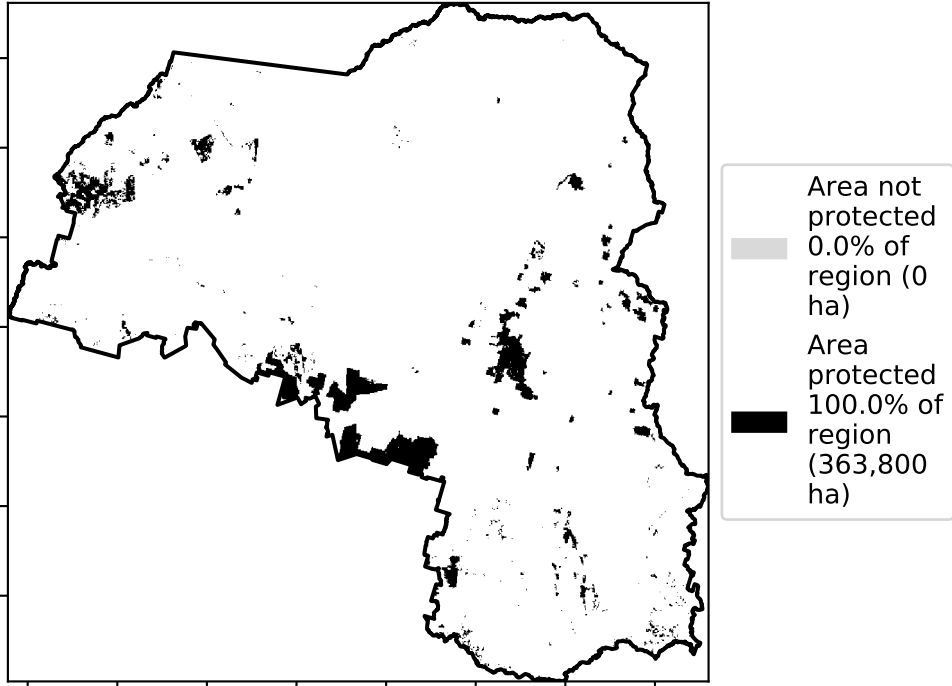 Area not
protected
0.0% of
region (0
ha)
Area
protected
100.0% of
region
(363,800
ha)